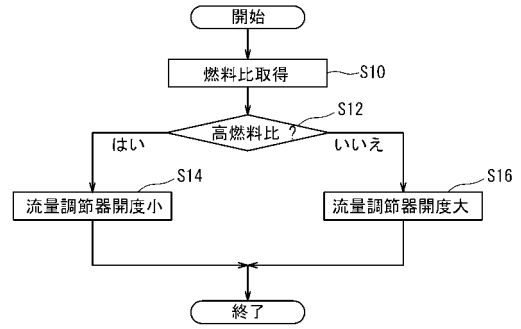 開始
燃料比取得
S10
高燃料比 ?
S12
はい
いいえ
流量調節器開度小
S14
流量調節器開度大
S16
終了